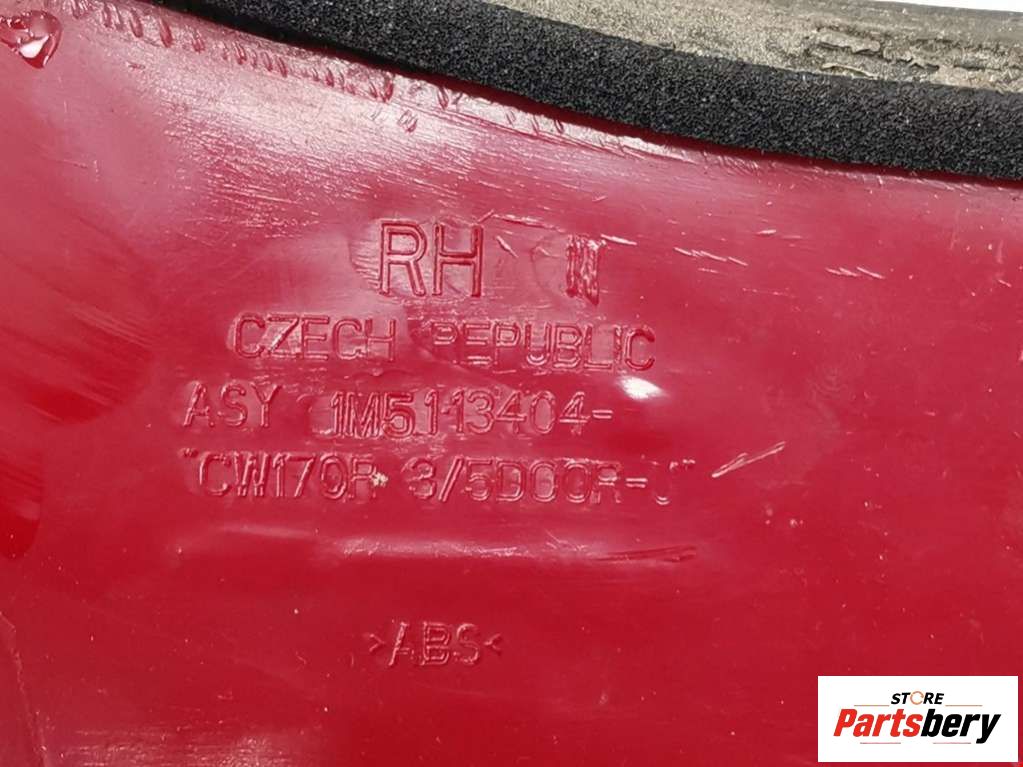 RH
CZECH REPUBLIC
ASY 1M5113404-
"CW170R 3/5DOOR-J"
>ABS<
STORE
Partsbery